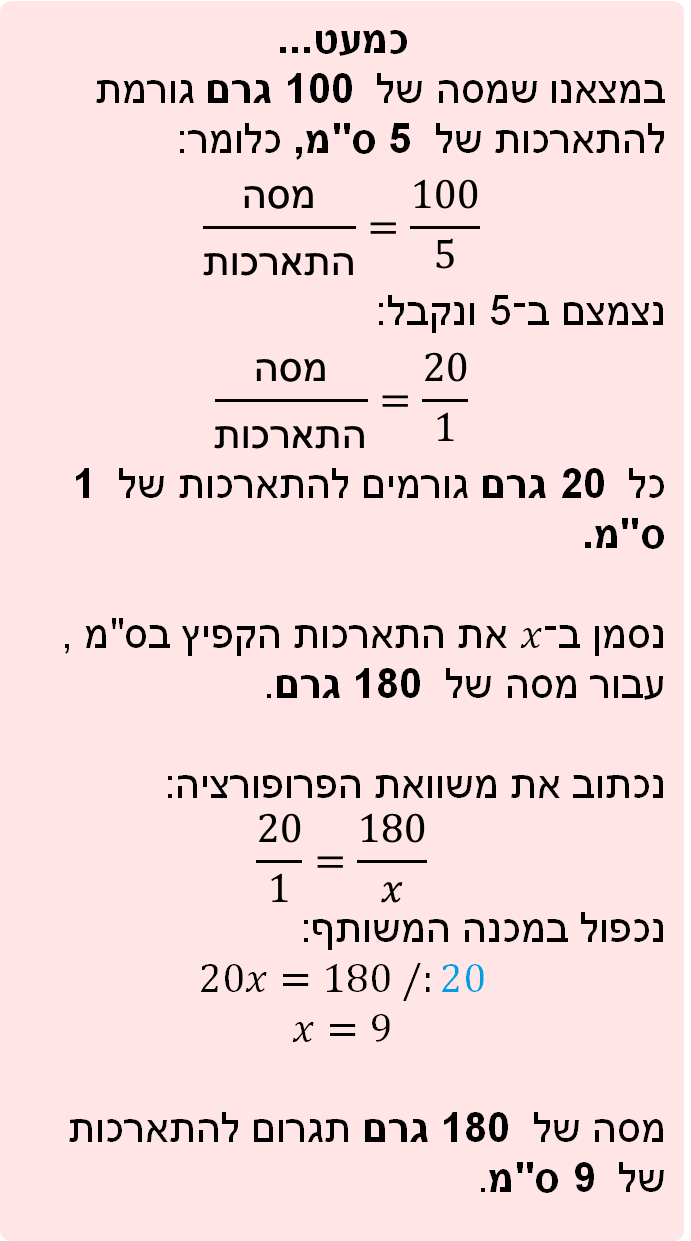 כמעט...
במצאנו שמסה של 100 גרם גורמת
להתארכות של 5 ס"מ, כלומר:
מסה/התארכות = 100/5
נצמצם ב־5 ונקבל:
מסה/התארכות = 20/1
כל 20 גרם גורמים להתארכות של 1
ס"מ.
נסמן ב־x את התארכות הקפיץ בס"מ ,
עבור מסה של 180 גרם.
נכתוב את משוואת הפרופורציה:
20/1 = 180/x
נכפול במכנה המשותף:
20x = 180 /: 20
x = 9
מסה של 180 גרם תגרום להתארכות
של 9 ס"מ.